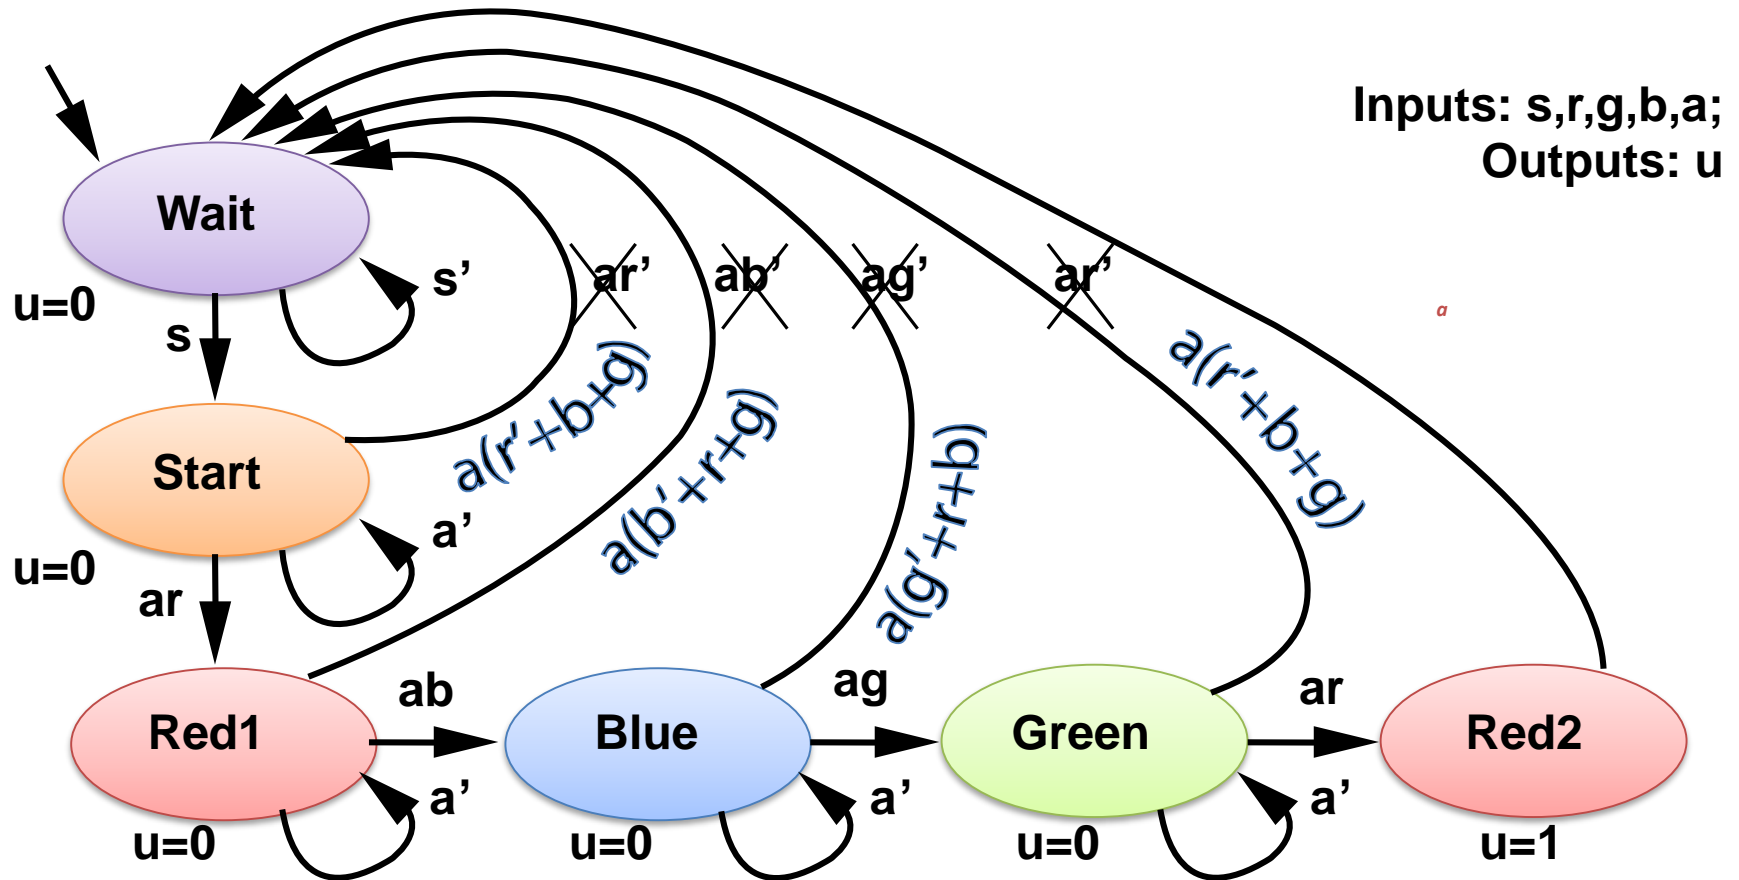 Inputs: s,r,g,b,a;
Outputs: u
Wait
s’
u=0
s
ar’
ab’
ag’
ar’
a
a(r′+b+g)
a(b′+r+g)
a(g′+r+b)
a(r′+b+g)
Start
a’
u=0
ar
Red1
ab
a’
u=0
Blue
ag
a’
u=0
Green
ar
a’
u=0
Red2
u=1